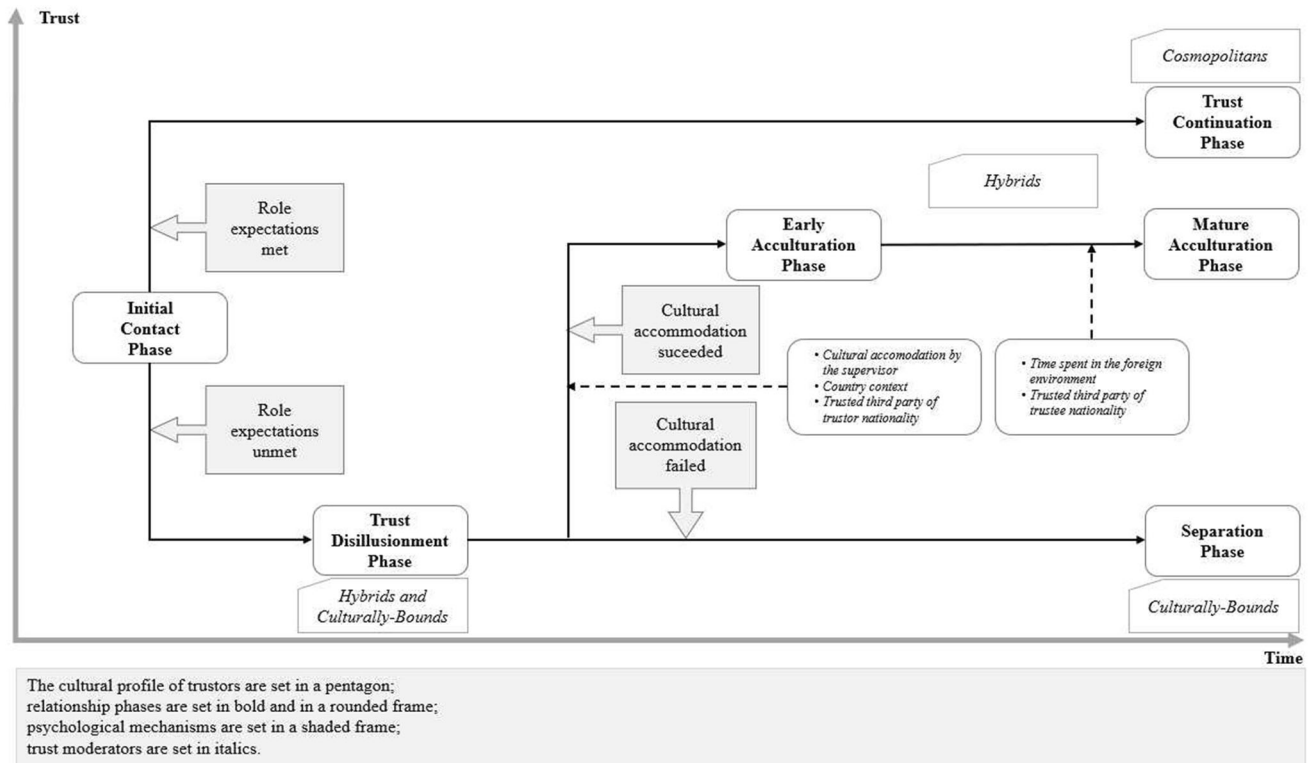 Trust
Cosmopolitans
Trust
Continuation
Phase
Hybrids
Role
expectations
met
Early
Acculturation
Phase
Mature
Acculturation
Phase
Initial
Contact
Phase
Cultural
accommodation
suceeded
• Cultural accomodation by
the supervisor
• Country context
• Trusted third party of
trustor nationality
• Time spent in the foreign
environment
• Trusted third party of
trustee nationality
Role
expectations
unmet
Cultural
accommodation
failed
Trust
Disillusionment
Phase
Separation
Phase
Hybrids and
Culturally-Bounds
Culturally-Bounds
Time
The cultural profile of trustors are set in a pentagon;
relationship phases are set in bold and in a rounded frame;
psychological mechanisms are set in a shaded frame;
trust moderators are set in italics.